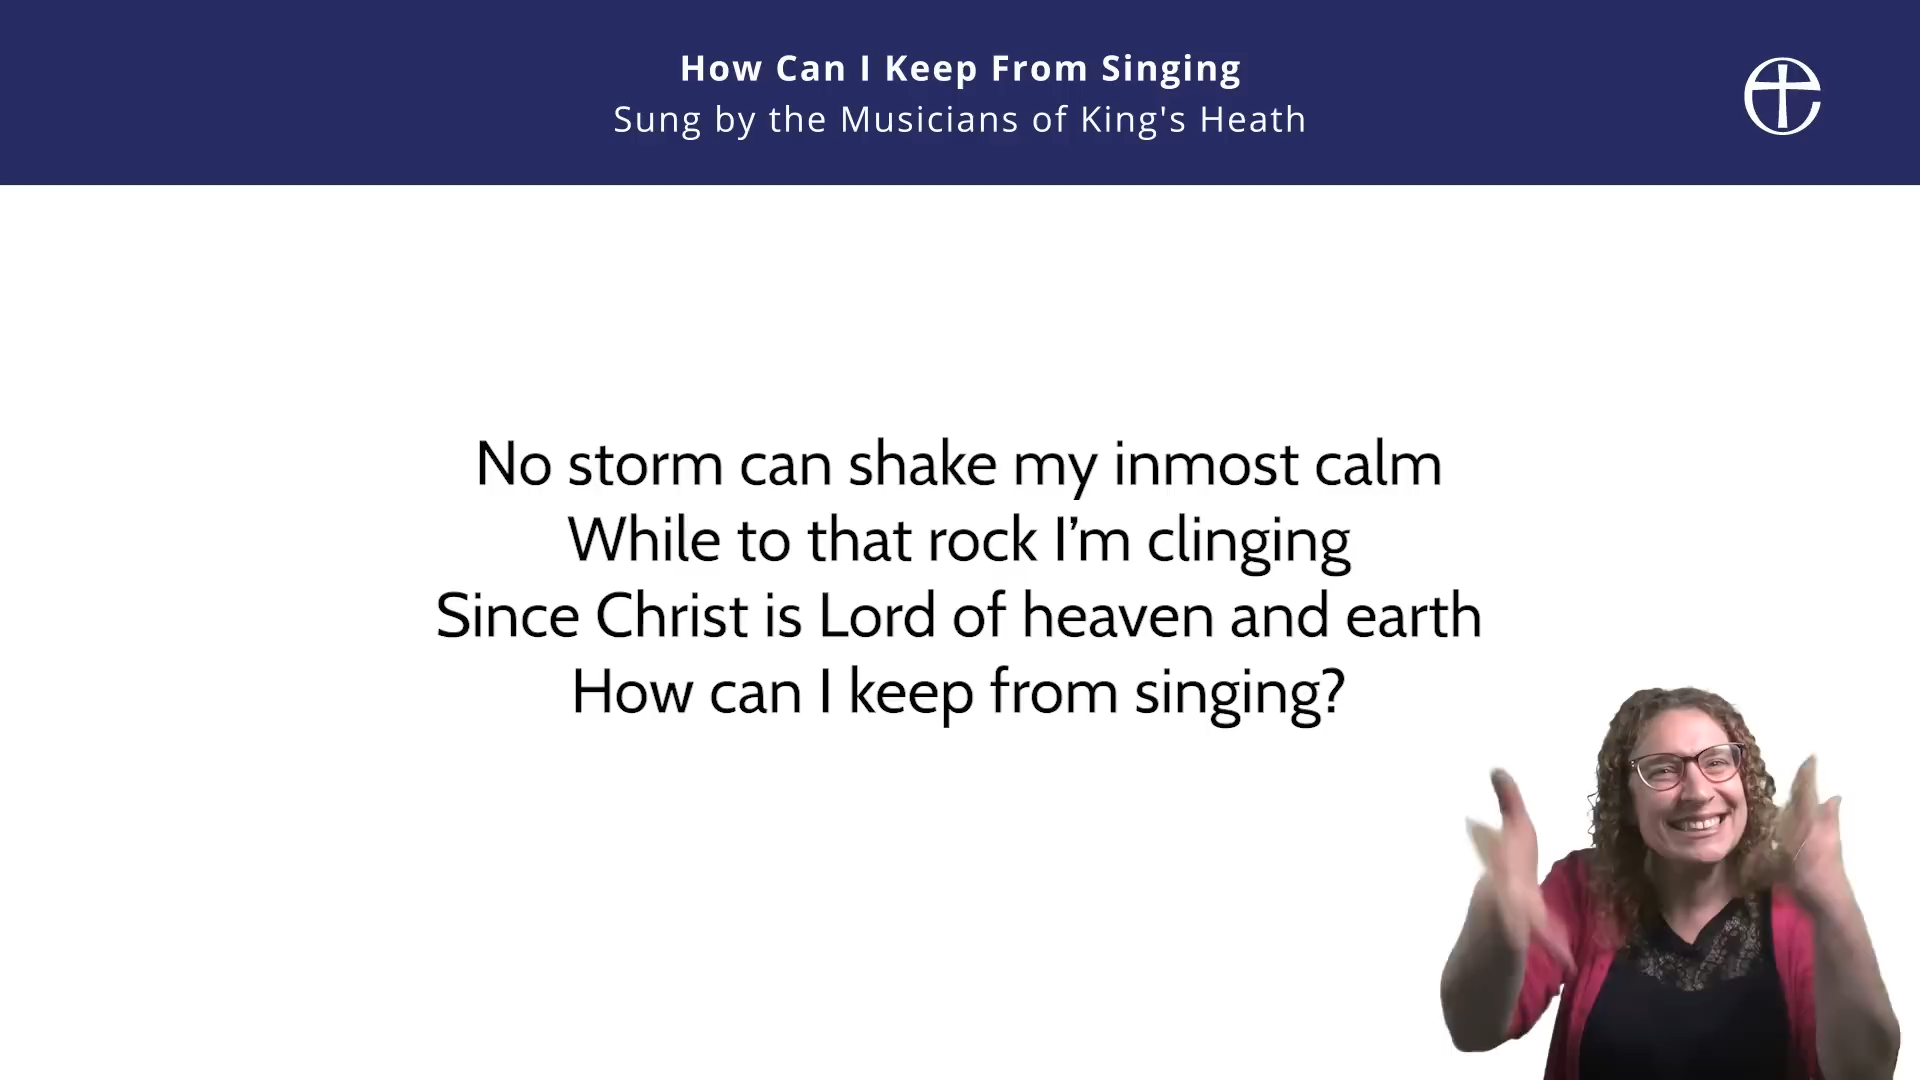 How Can I Keep From Singing
Sung by the Musicians of King's Heath
No storm can shake my inmost calm
While to that rock I’m clinging
Since Christ is Lord of heaven and earth
How can I keep from singing?